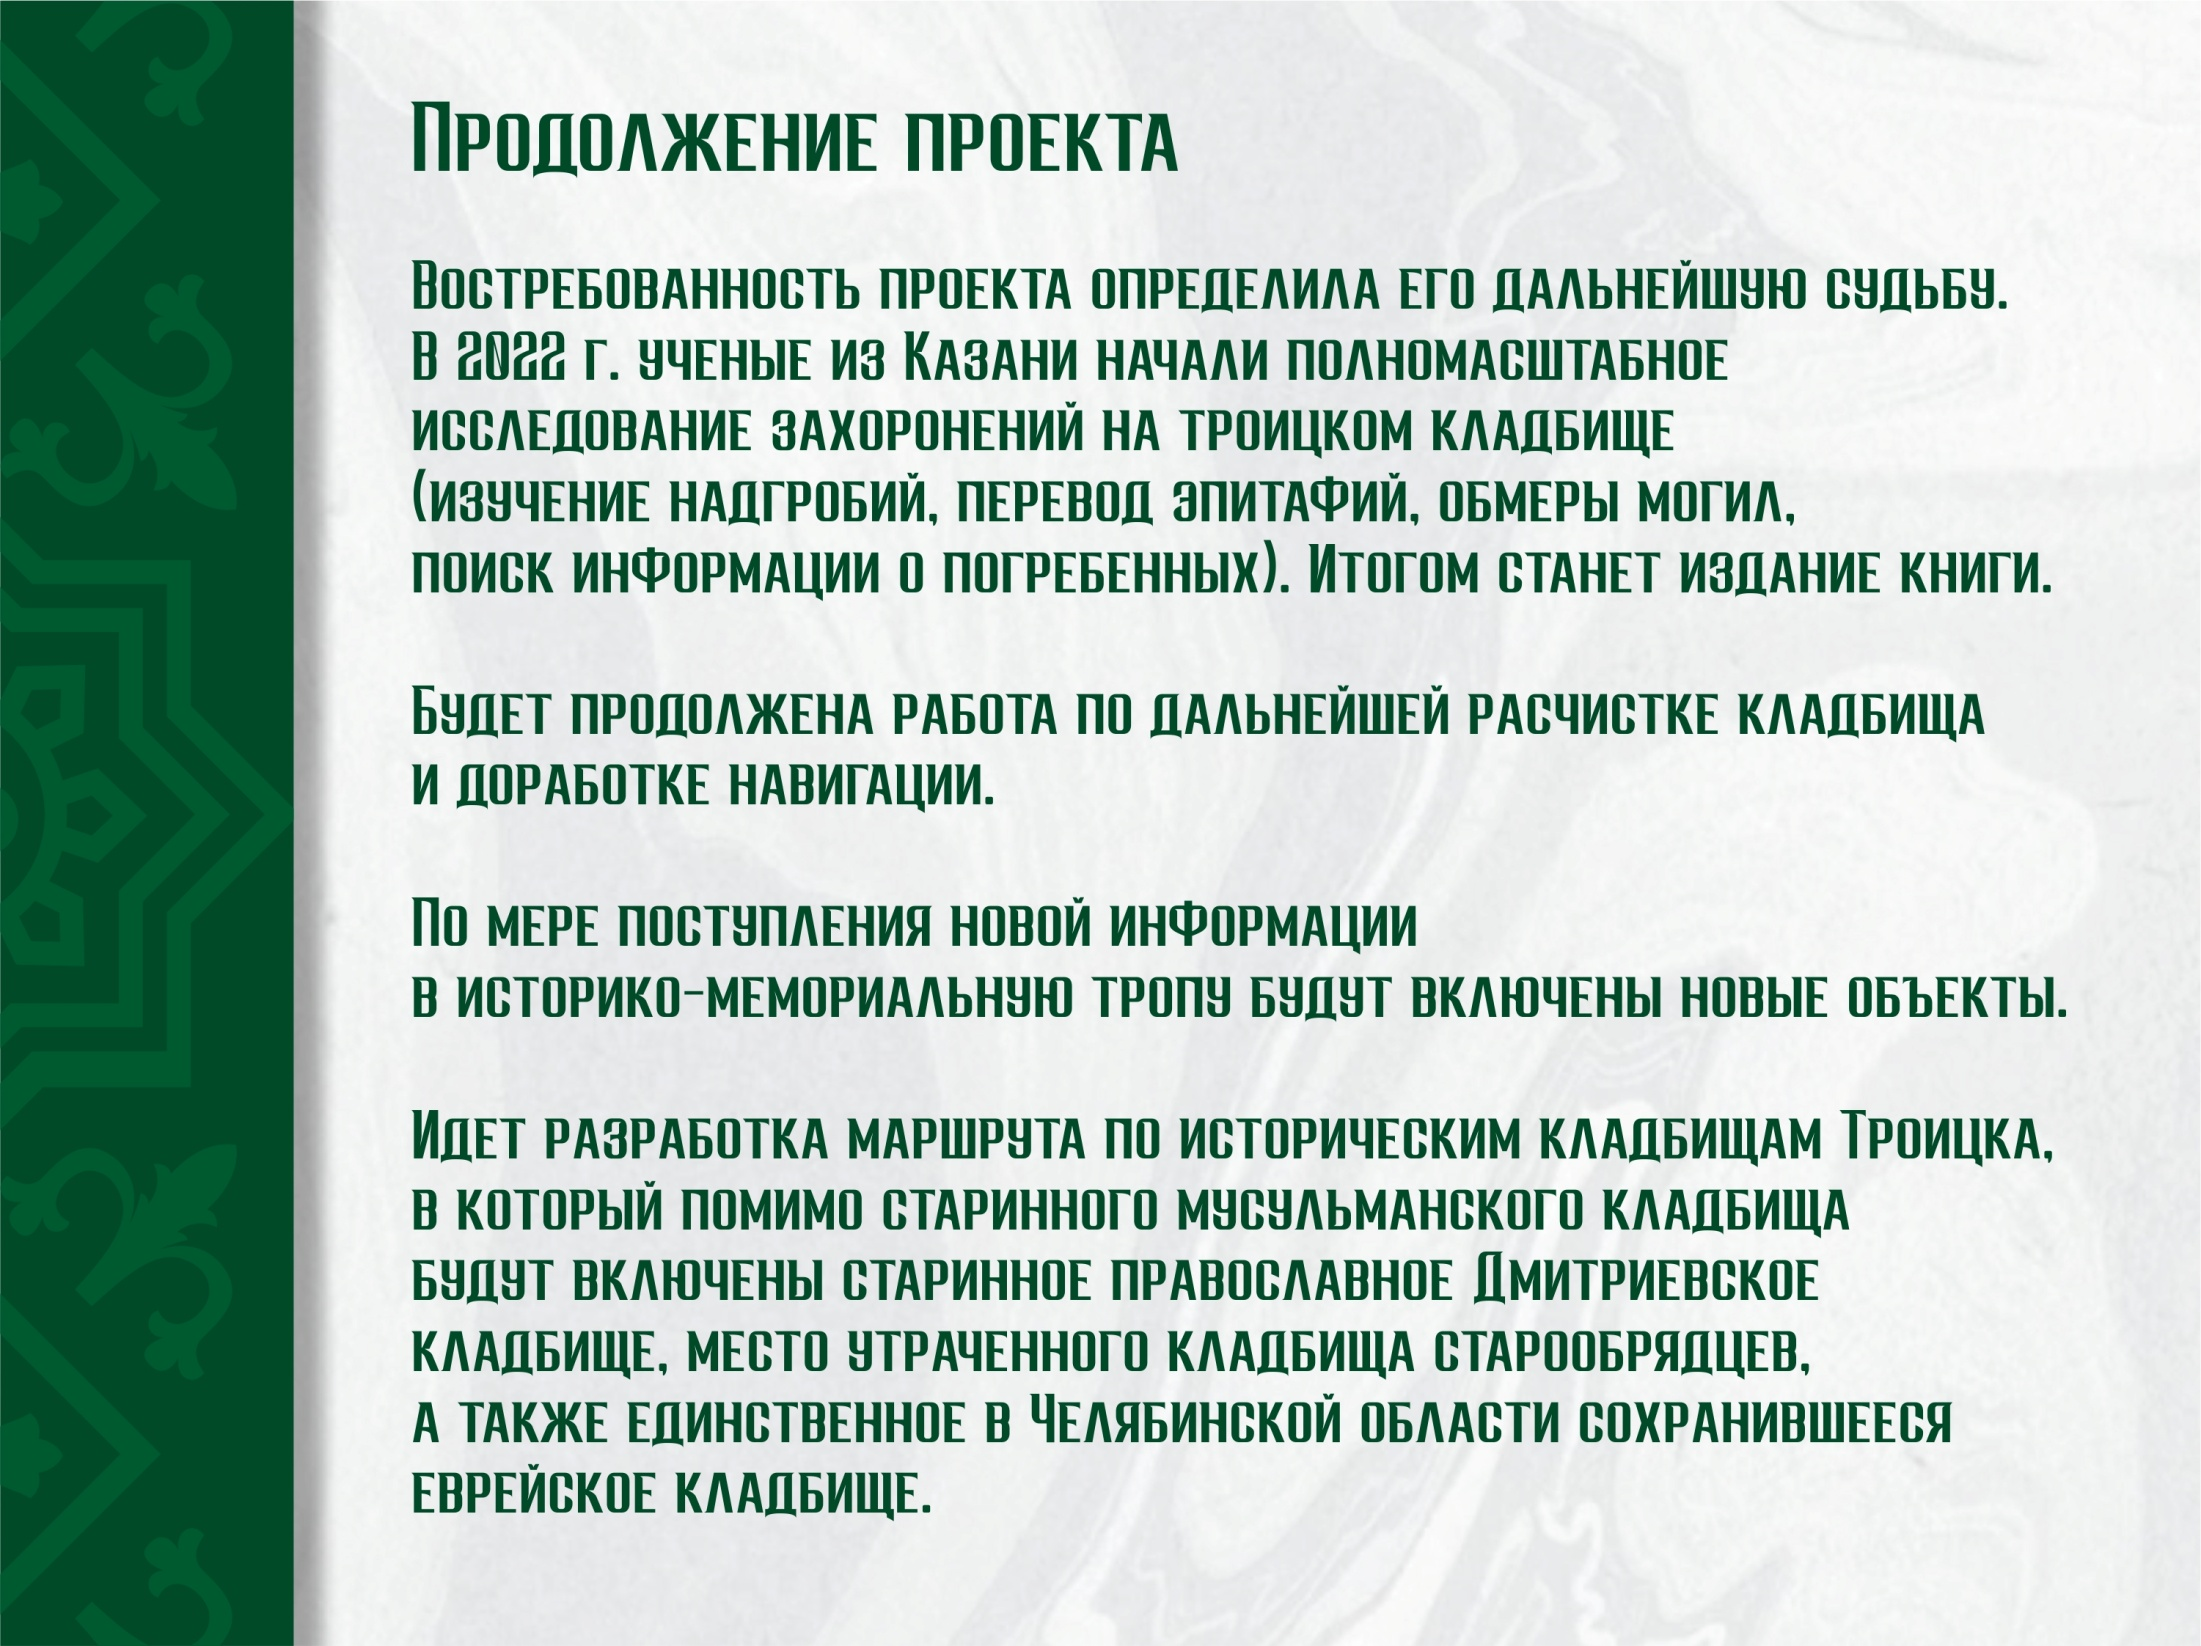 Продолжение проекта
Востребованность проекта определила его дальнейшую судьбу.
В 2022 г. ученые из Казани начали полномасштабное
исследование захоронений на троицком кладбище
(изучение надгробий, перевод эпитафий, обмеры могил,
поиск информации о погребенных). Итогом станет издание книги.
Будет продолжена работа по дальнейшей расчистке кладбища
и доработке навигации.
По мере поступления новой информации
в историко-мемориальную тропу будут включены новые объекты.
Идет разработка маршрута по историческим кладбищам Троицка,
в который помимо старинного мусульманского кладбища
будут включены старинное православное Дмитриевское
кладбище, место утраченного кладбища старообрядцев,
а также единственное в Челябинской области сохранившееся
еврейское кладбище.